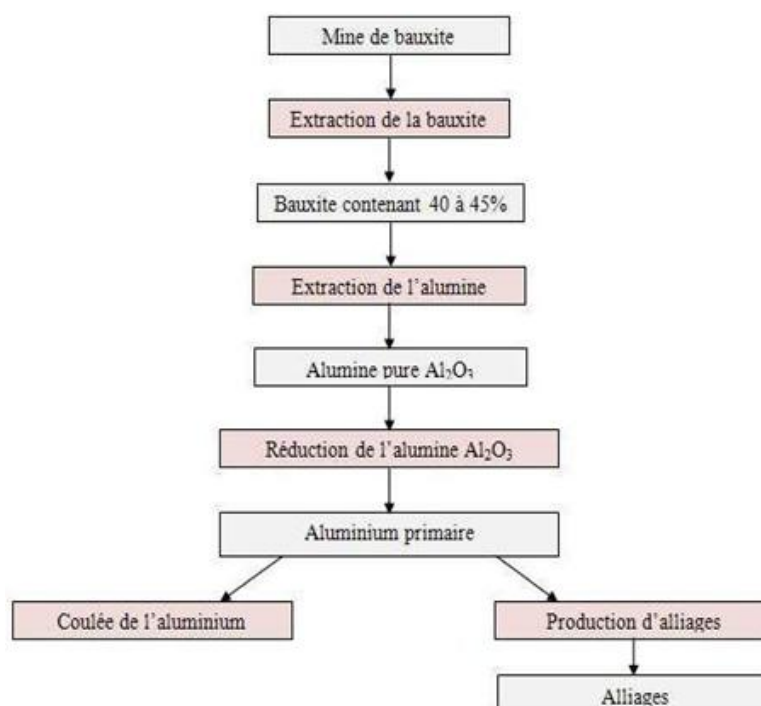 Mine de bauxite
Extraction de la bauxite
Bauxite contenant 40 à 45%
Extraction de l’alumine
Alumine pure Al₂O₃
Réduction de l’alumine Al₂O₃
Aluminium primaire
Coulée de l’aluminium
Production d’alliages
Alliages